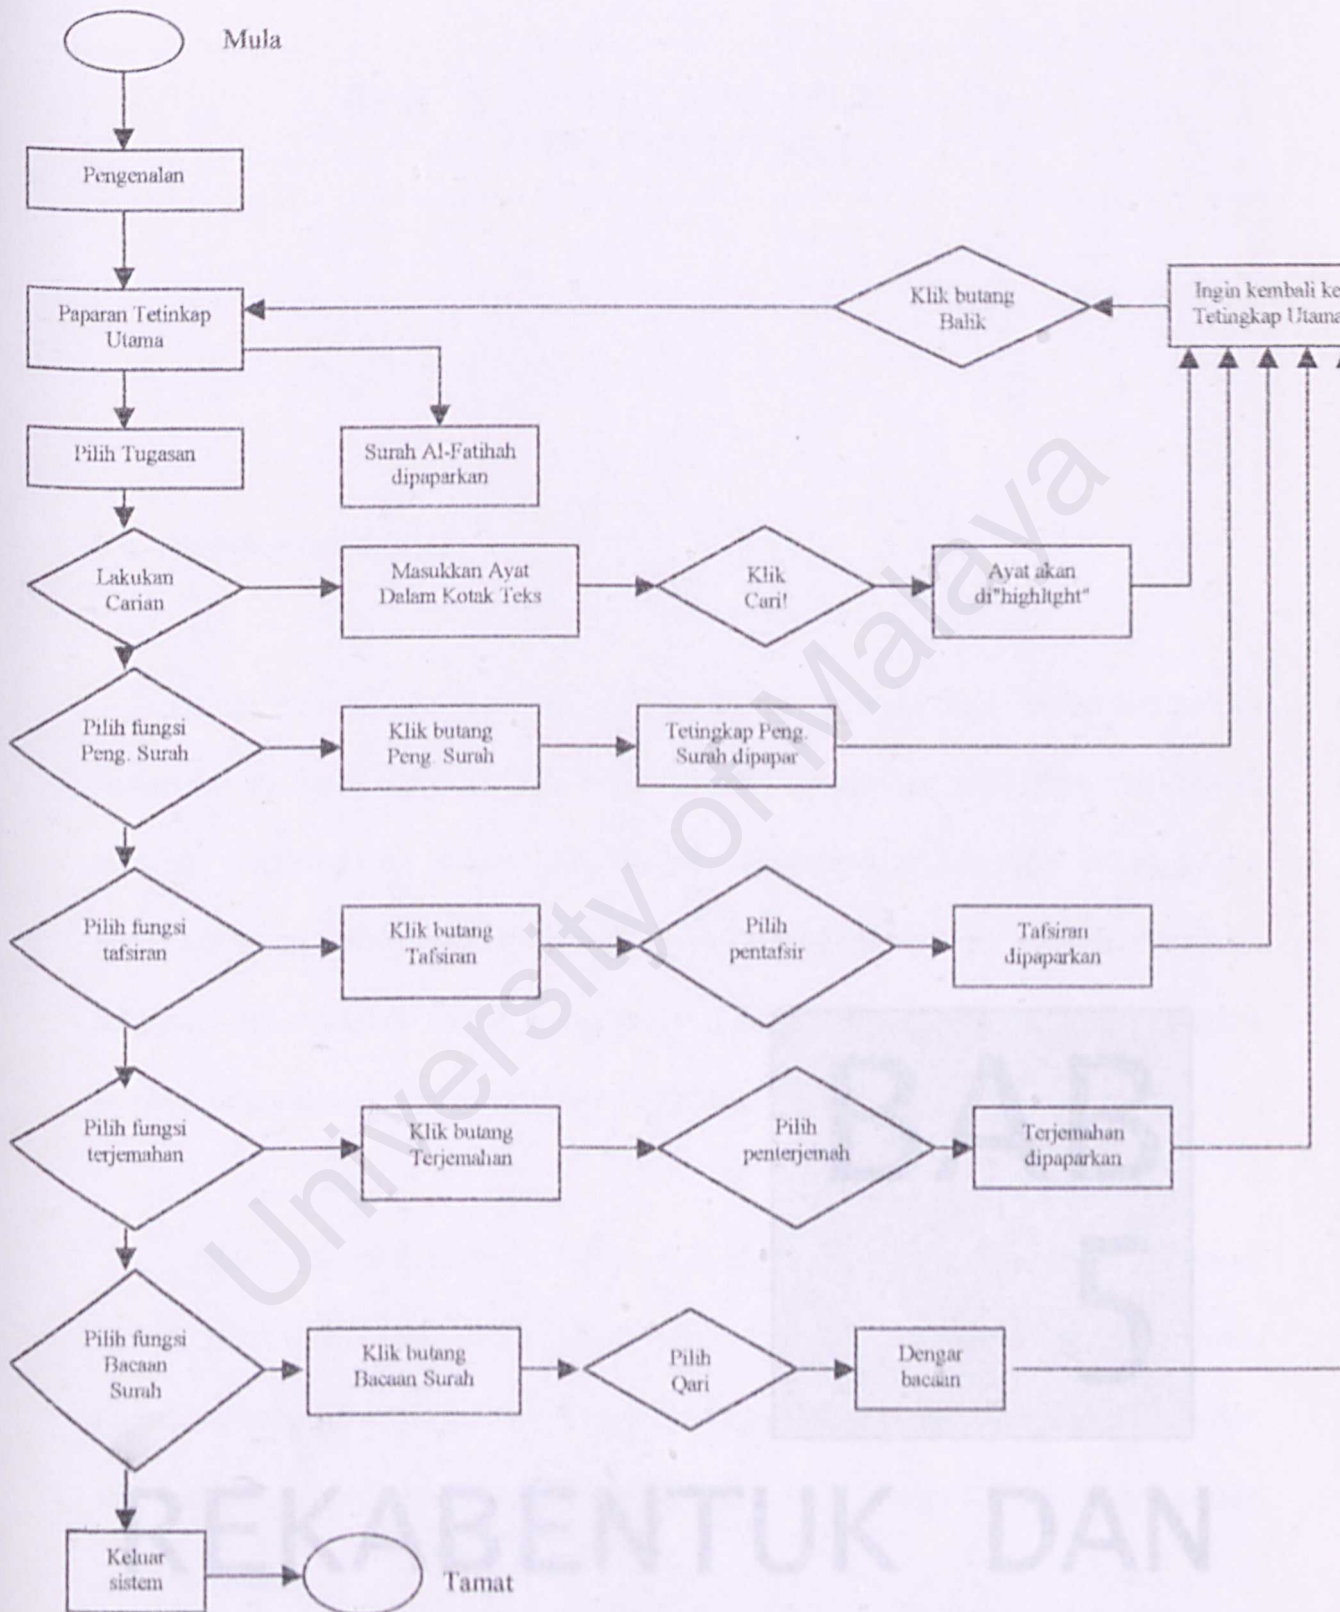 Mula
Pengenalan
Paparan Tetinkap
Utama
Klik butang
Balik
Ingin kembali ke
Tetingkap Utama
Pilih Tugasan
Surah Al-Fatihah
dipaparkan
Lakukan
Carian
Masukkan Ayat
Dalam Kotak Teks
Klik
Cari!
Ayat akan
di"highlight"
Pilih fungsi
Peng. Surah
Klik butang
Peng. Surah
Tetingkap Peng.
Surah dipapar
Pilih fungsi
tafsiran
Klik butang
Tafsiran
Pilih
pentafsir
Tafsiran
dipaparkan
Pilih fungsi
terjemahan
Klik butang
Terjemahan
Pilih
penterjemah
Terjemahan
dipaparkan
Pilih fungsi
Bacaan
Surah
Klik butang
Bacaan Surah
Pilih
Qari
Dengar
bacaan
Keluar
sistem
Tamat
University of Malaya
BAB
5
REKABENTUK DAN